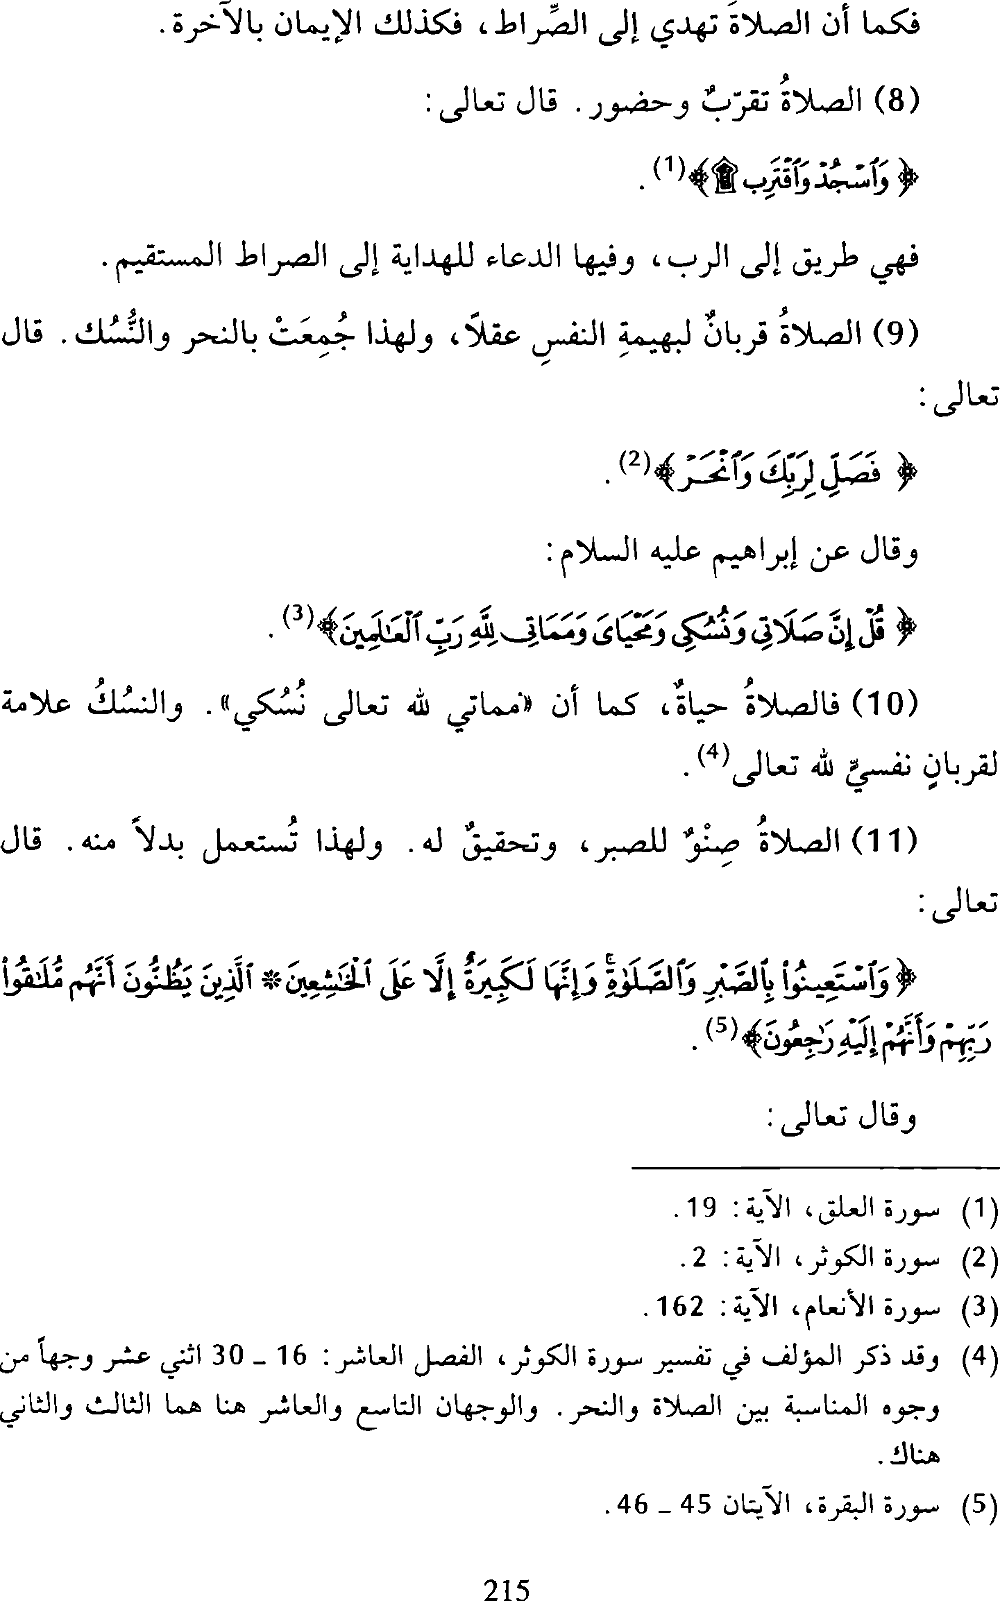 فكما أن الصلاةَ تهدي إلى الصِّراط، فكذلك الإيمان بالآخرة.
(8) الصلاةُ تقرّبٌ وحضور. قال تعالى:
﴿ وَٱسْجُدْ وَٱقْتَرِب ۩﴾(1).
فهي طريق إلى الرب، وفيها الدعاء للهداية إلى الصراط المستقيم.
(9) الصلاةُ قربانٌ لبهيمةِ النفسِ عقلاً، ولهذا جُمِعَتْ بالنحر والنُّسُك. قال
تعالى:
﴿ فَصَلِّ لِرَبِّكَ وَٱنْحَرْ ﴾(2).
وقال عن إبراهيم عليه السلام:
﴿ قُلْ إِنَّ صَلَاتِي وَنُسُكِي وَمَحْيَايَ وَمَمَاتِي لِلَّهِ رَبِّ ٱلْعَالَمِينَ﴾(3).
(10) فالصلاةُ حياةٌ، كما أن «مماتي لله تعالى نُسُكي». والنسُكُ علامة
لقربانٍ نفسيٍّ لله تعالى(4).
(11) الصلاةُ صِنْوٌ للصبر، وتحقيقٌ له. ولهذا تُستعمل بدلاً منه. قال
تعالى:
﴿وَٱسْتَعِينُوا۟ بِٱلصَّبْرِ وَٱلصَّلَوٰةِۚ وَإِنَّهَا لَكَبِيرَةٌ إِلَّا عَلَى ٱلْخَٰشِعِينَ * ٱلَّذِينَ يَظُنُّونَ أَنَّهُم مُّلَٰقُوا۟
رَبِّهِمْ وَأَنَّهُمْ إِلَيْهِ رَٰجِعُونَ﴾(5).
وقال تعالى:
(1) سورة العلق، الآية: 19.
(2) سورة الكوثر، الآية: 2.
(3) سورة الأنعام، الآية: 162.
(4) وقد ذكر المؤلف في تفسير سورة الكوثر، الفصل العاشر: 16 – 30 اثني عشر وجهاً من
وجوه المناسبة بين الصلاة والنحر. والوجهان التاسع والعاشر هنا هما الثالث والثاني
هناك.
(5) سورة البقرة، الآيتان 45 – 46.
215